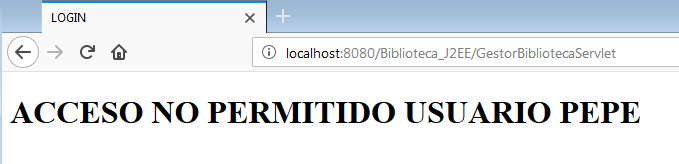 LOGIN
localhost:8080/Biblioteca_J2EE/GestorBibliotecaServlet
ACCESO NO PERMITIDO USUARIO PEPE